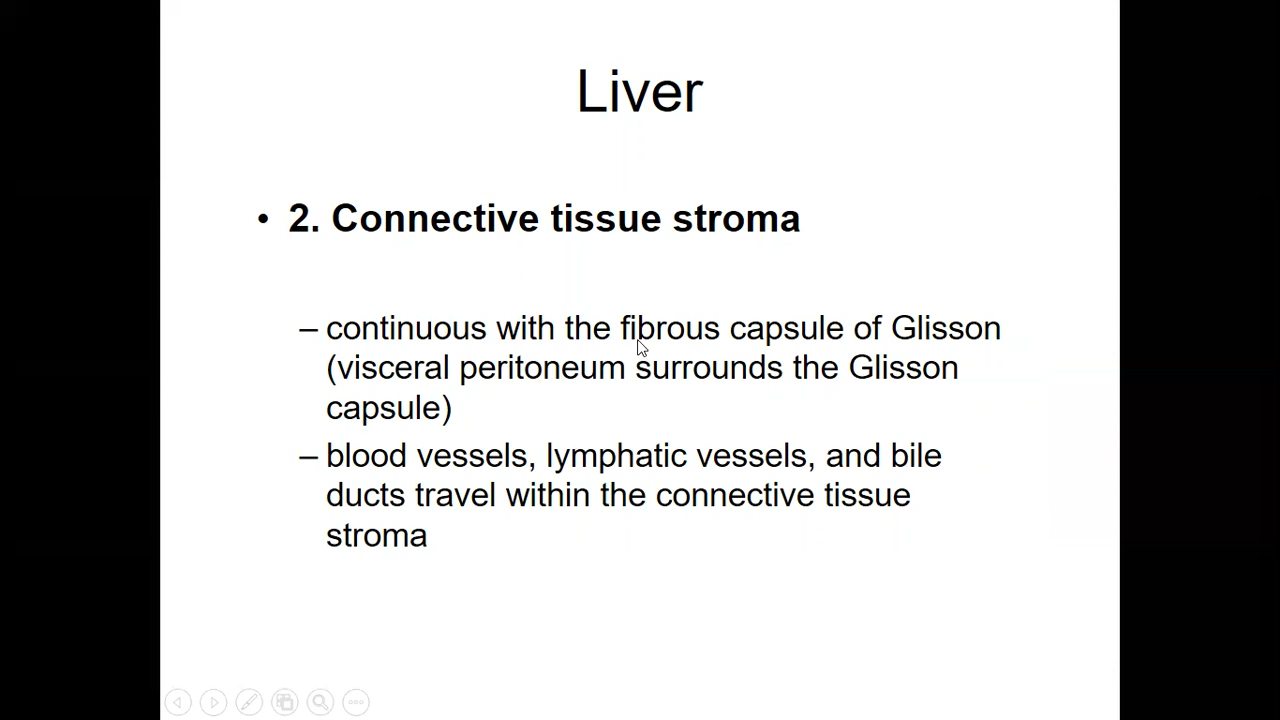 Liver
• 2. Connective tissue stroma
– continuous with the fibrous capsule of Glisson
(visceral peritoneum surrounds the Glisson
capsule)
– blood vessels, lymphatic vessels, and bile
ducts travel within the connective tissue
stroma